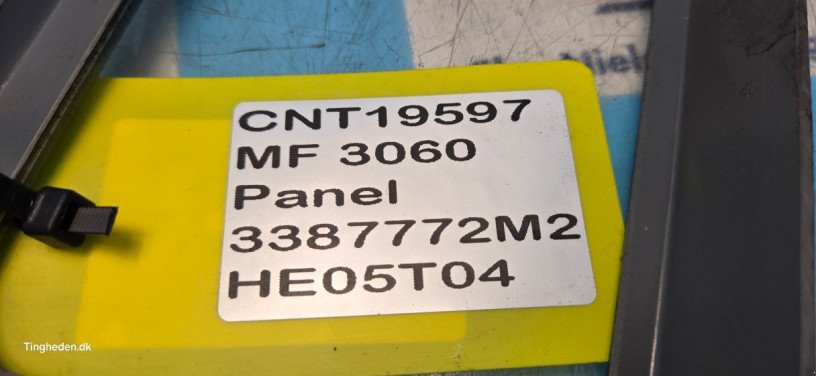 CNT19597
MF 3060
Panel
3387772M2
HE05T04
Tingheden.dk